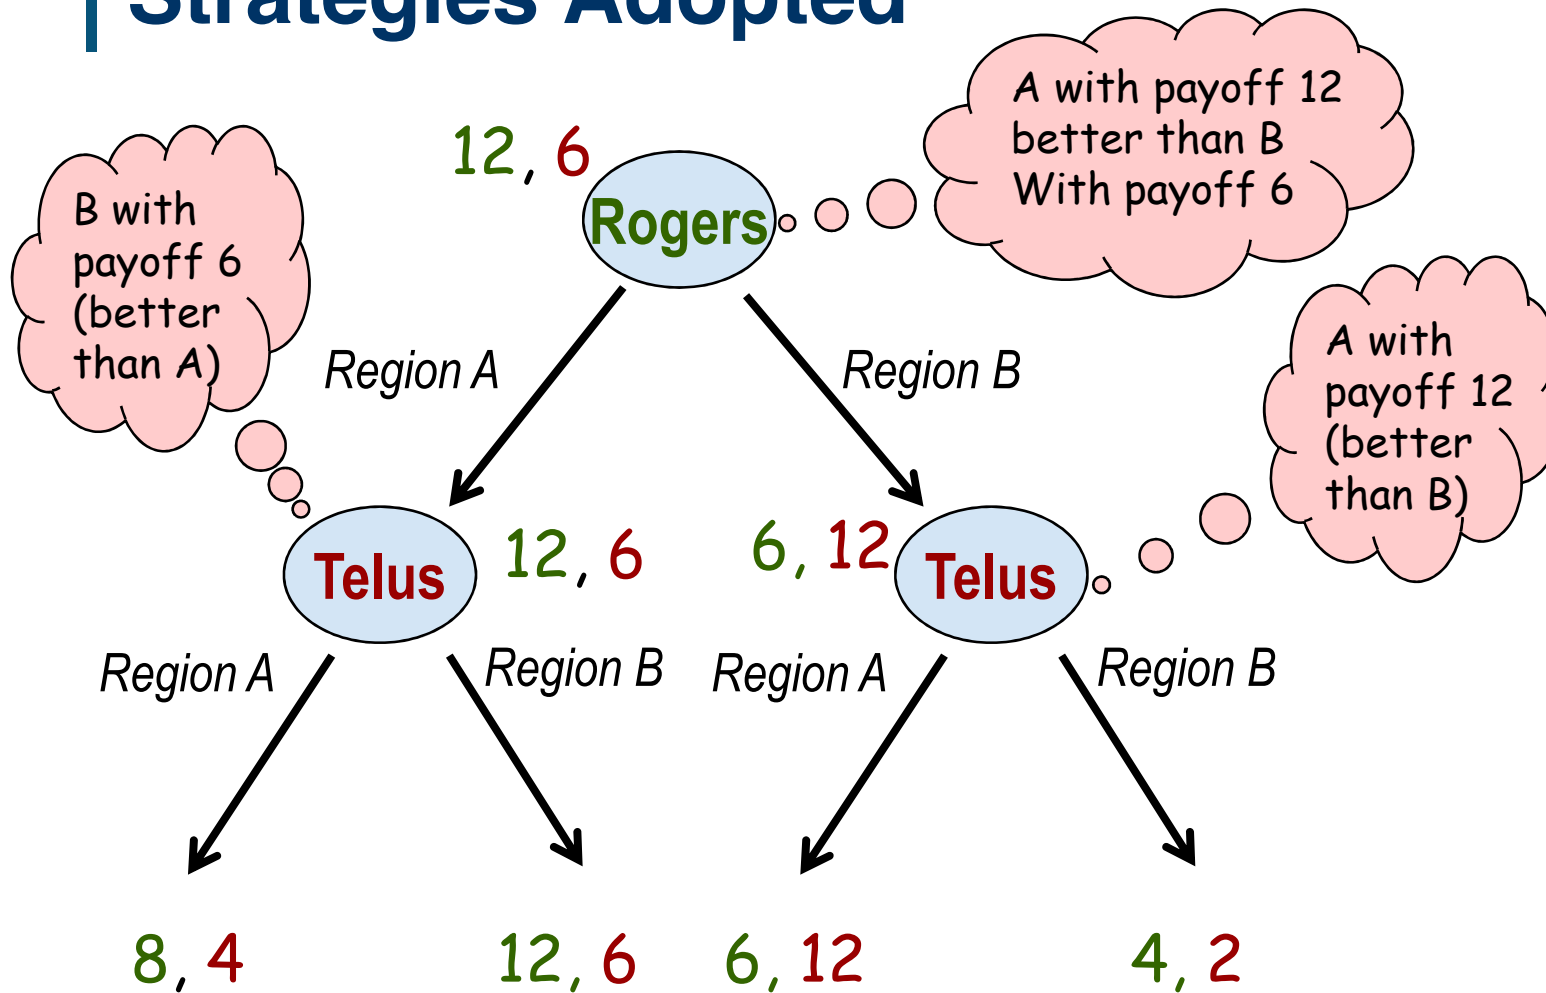 Strategies Adopted
A with payoff 12
better than B
With payoff 6
12, 6
Rogers
B with
payoff 6
(better
than A)
Region A
Region B
A with
payoff 12
(better
than B)
Telus
12, 6
6, 12
Telus
Region A
Region B
Region A
Region B
8, 4
12, 6
6, 12
4, 2